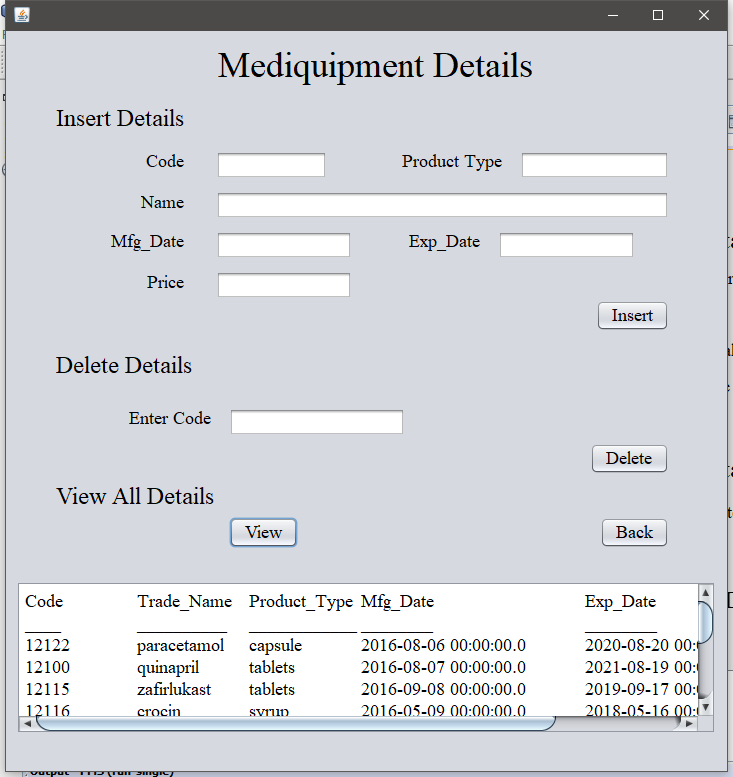 Mediquipment Details
Insert Details
Code Product Type
Name
Mfg_Date Exp_Date
Price
Insert
Delete Details
Enter Code
Delete
View All Details
View Back
Code Trade_Name Product_Type Mfg_Date Exp_Date
12122 paracetamol capsule 2016-08-06 00:00:00.0 2020-08-20 00:
12100 quinapril tablets 2016-08-07 00:00:00.0 2021-08-19 00:
12115 zafirlukast tablets 2016-09-08 00:00:00.0 2019-09-17 00:
12116 crocin syrup 2016-05-09 00:00:00.0 2018-05-16 00: